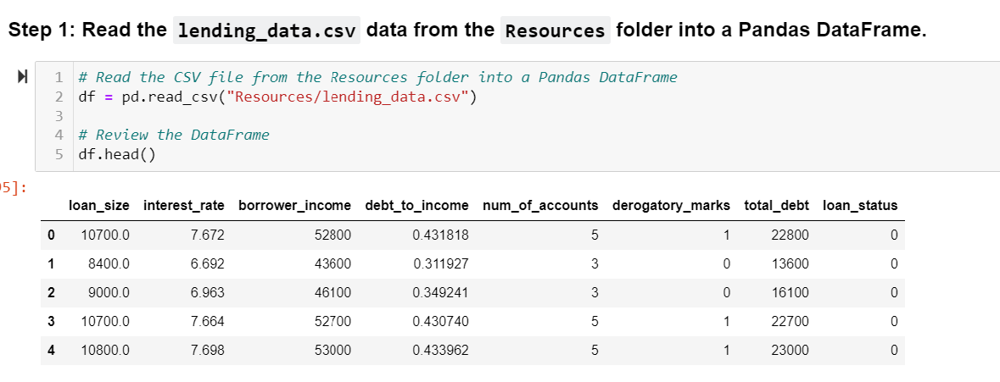 Step 1: Read the lending_data.csv data from the Resources folder into a Pandas DataFrame.
1 # Read the CSV file from the Resources folder into a Pandas DataFrame
2 df = pd.read_csv("Resources/lending_data.csv")
3
4 # Review the DataFrame
5 df.head()
5]:
loan_size interest_rate borrower_income debt_to_income num_of_accounts derogatory_marks total_debt loan_status
0 10700.0 7.672 52800 0.431818 5 1 22800 0
1 8400.0 6.692 43600 0.311927 3 0 13600 0
2 9000.0 6.963 46100 0.349241 3 0 16100 0
3 10700.0 7.664 52700 0.430740 5 1 22700 0
4 10800.0 7.698 53000 0.433962 5 1 23000 0